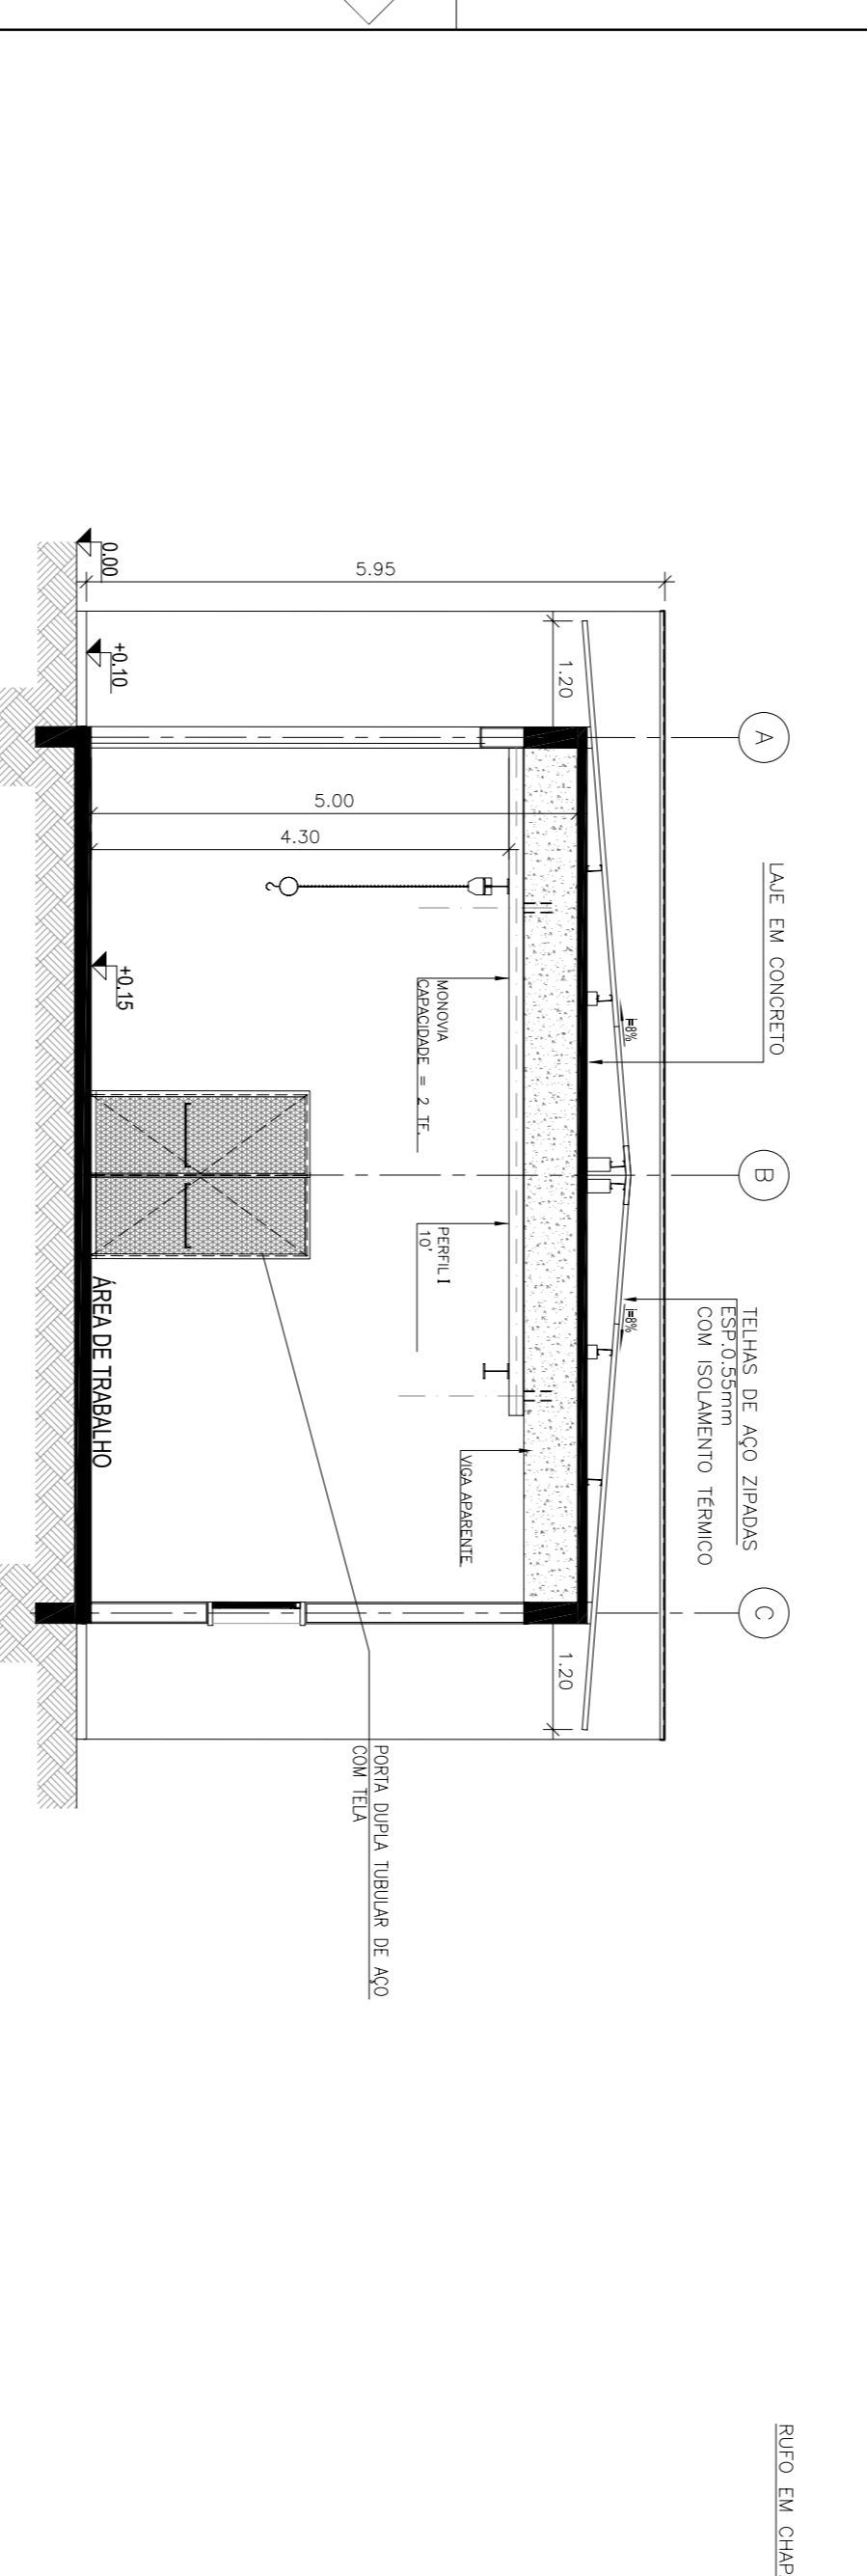 A
B
C
LAJE EM CONCRETO
TELHAS DE AÇO ZIPADAS
ESP.0.55mm
COM ISOLAMENTO TÉRMICO
i=8%
i=8%
5.95
1.20
1.20
5.00
4.30
MONOVIA
CAPACIDADE = 2 TF.
PERFIL I
10'
VIGA APARENTE
PORTA DUPLA TUBULAR DE AÇO
COM TELA
0.00
+0.10
+0.15
ÁREA DE TRABALHO
RUFO EM CHAP